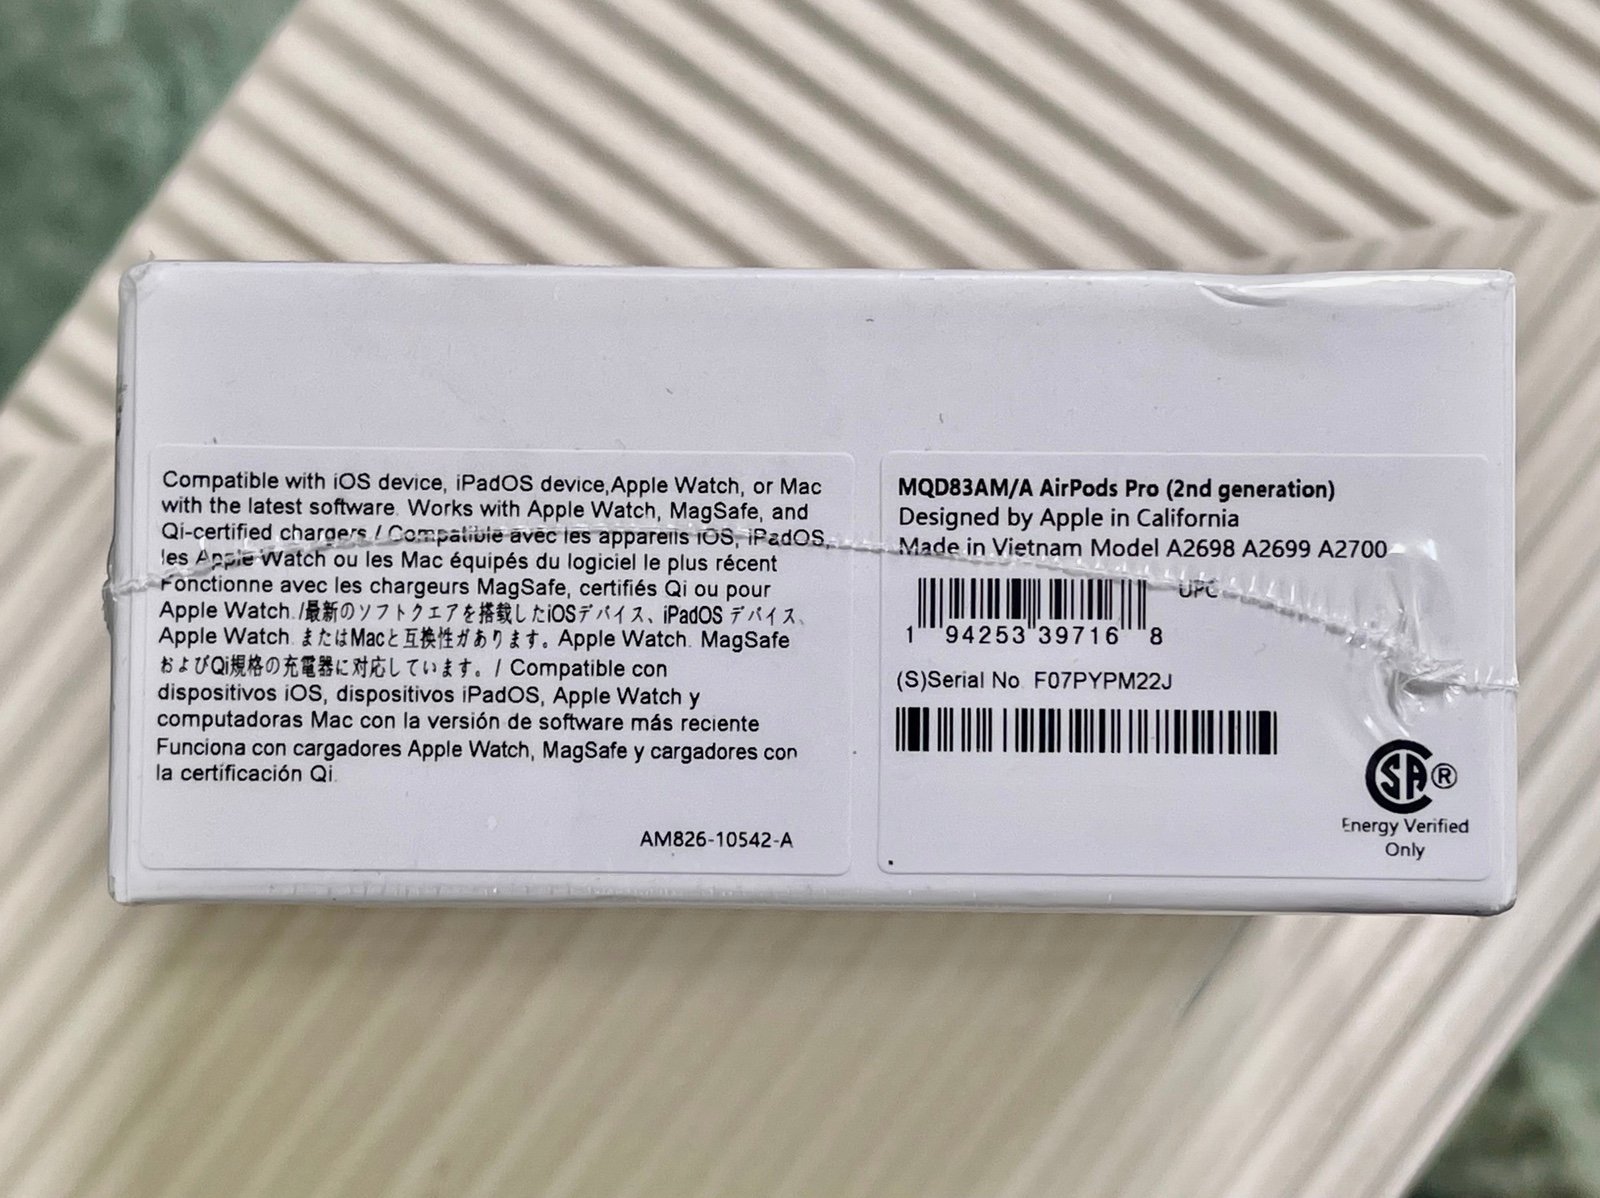 Compatible with iOS device, iPadOS device,Apple Watch, or Mac
with the latest software. Works with Apple Watch, MagSafe, and
Qi-certified chargers / Compatible avec les appareils iOS, iPadOS,
les Apple Watch ou les Mac équipés du logiciel le plus récent
Fonctionne avec les chargeurs MagSafe, certifiés Qi ou pour
Apple Watch./最新のソフトクエアを搭載したiOSデバイス、iPadOS デバイス、
Apple Watch またはMacと互換性があります。Apple Watch. MagSafe
およびQi規格の充電器に対応しています。/ Compatible con
dispositivos iOS, dispositivos iPadOS, Apple Watch y
computadoras Mac con la versión de software más reciente
Funciona con cargadores Apple Watch, MagSafe y cargadores con
la certificación Qi.
AM826-10542-A
MQD83AM/A AirPods Pro (2nd generation)
Designed by Apple in California
Made in Vietnam Model A2698 A2699 A2700
UPC
1 94253 39716 8
(S)Serial No. F07PYPM22J
CSA®
Energy Verified
Only